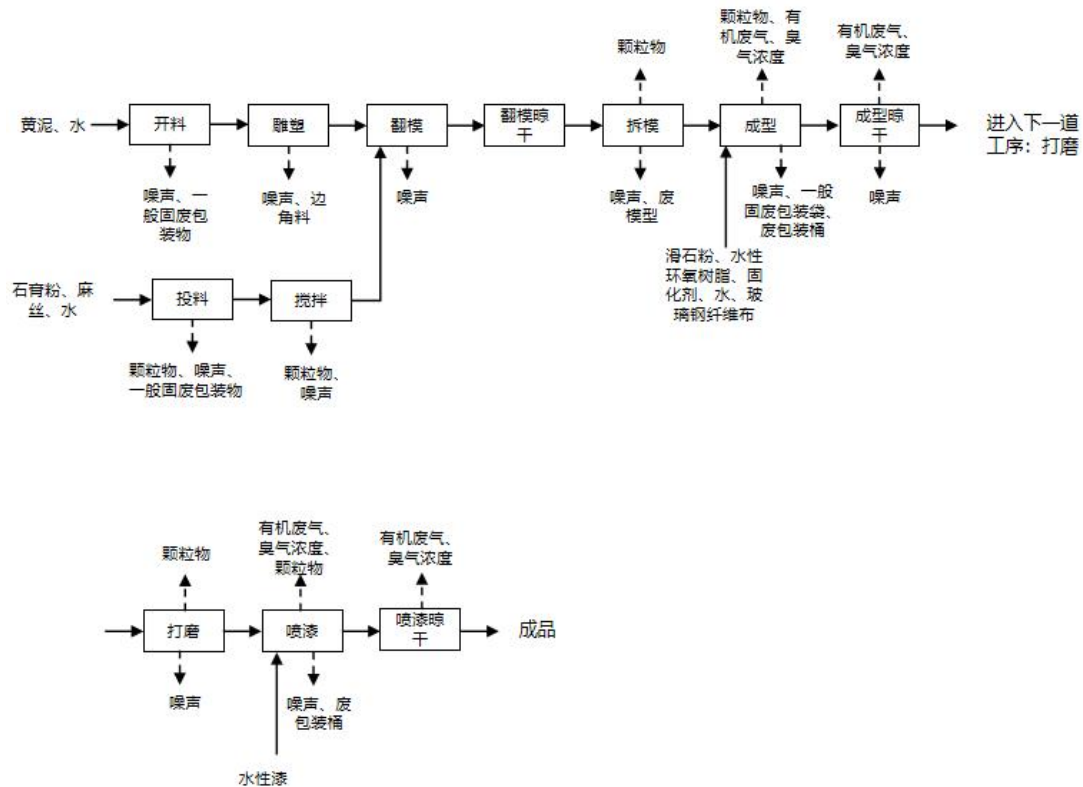 颗粒物
颗粒物、有
机废气、臭
气浓度
有机废气、
臭气浓度
黄泥、水
开料
雕塑
翻模
翻模晾
干
拆模
成型
成型晾
干
进入下一道
工序：打磨
噪声、一
般固废包
装物
噪声、边
角料
噪声
噪声、废
模型
噪声、一般
固废包装袋、
废包装桶
噪声
滑石粉、水性
环氧树脂、固
化剂、水、玻
璃钢纤维布
石膏粉、麻
丝、水
投料
搅拌
颗粒物、噪声、
一般固废包装物
颗粒物、
噪声
颗粒物
有机废气、
臭气浓度、
颗粒物
有机废气、
臭气浓度
打磨
喷漆
喷漆晾
干
成品
噪声
噪声、废
包装桶
水性漆